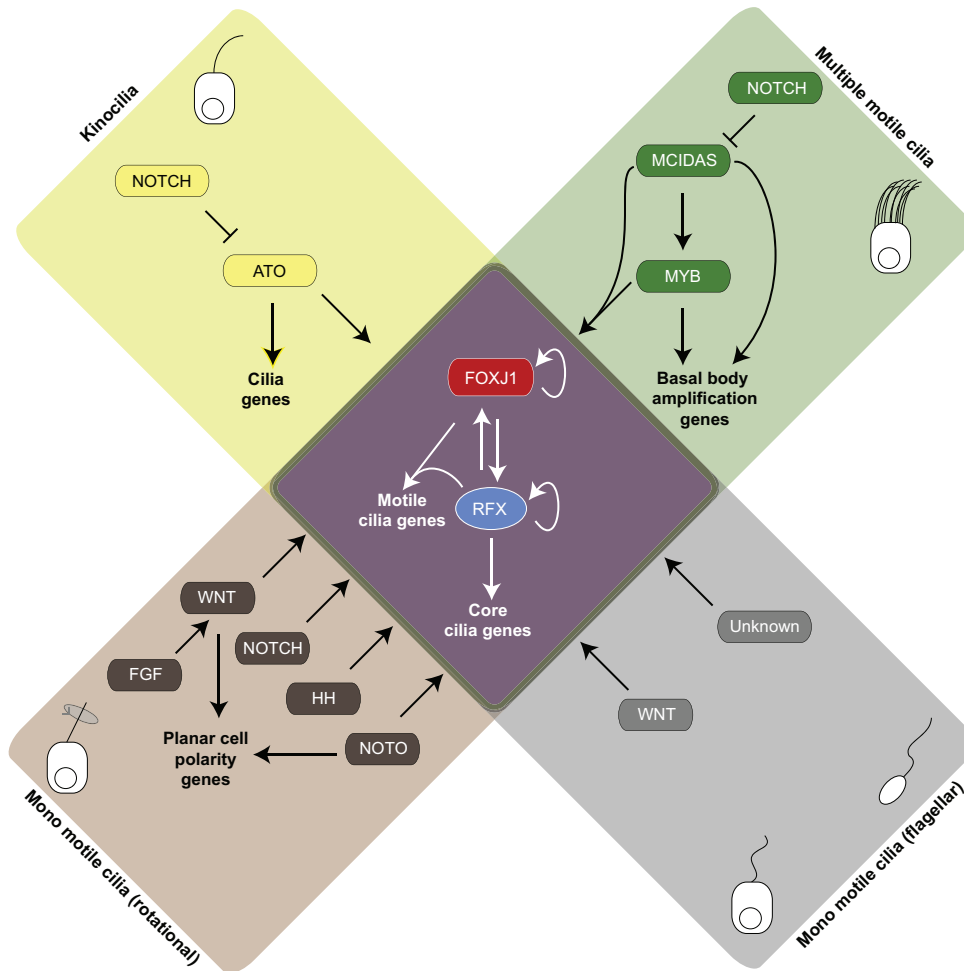 Kinocilia
NOTCH
ATO
Cilia
genes
Multiple motile cilia
NOTCH
MCIDAS
MYB
Basal body
amplification
genes
FOXJ1
Motile
cilia genes
RFX
Core
cilia genes
WNT
NOTCH
FGF
HH
NOTO
Planar cell
polarity
genes
Mono motile cilia (rotational)
Unknown
WNT
Mono motile cilia (flagellar)